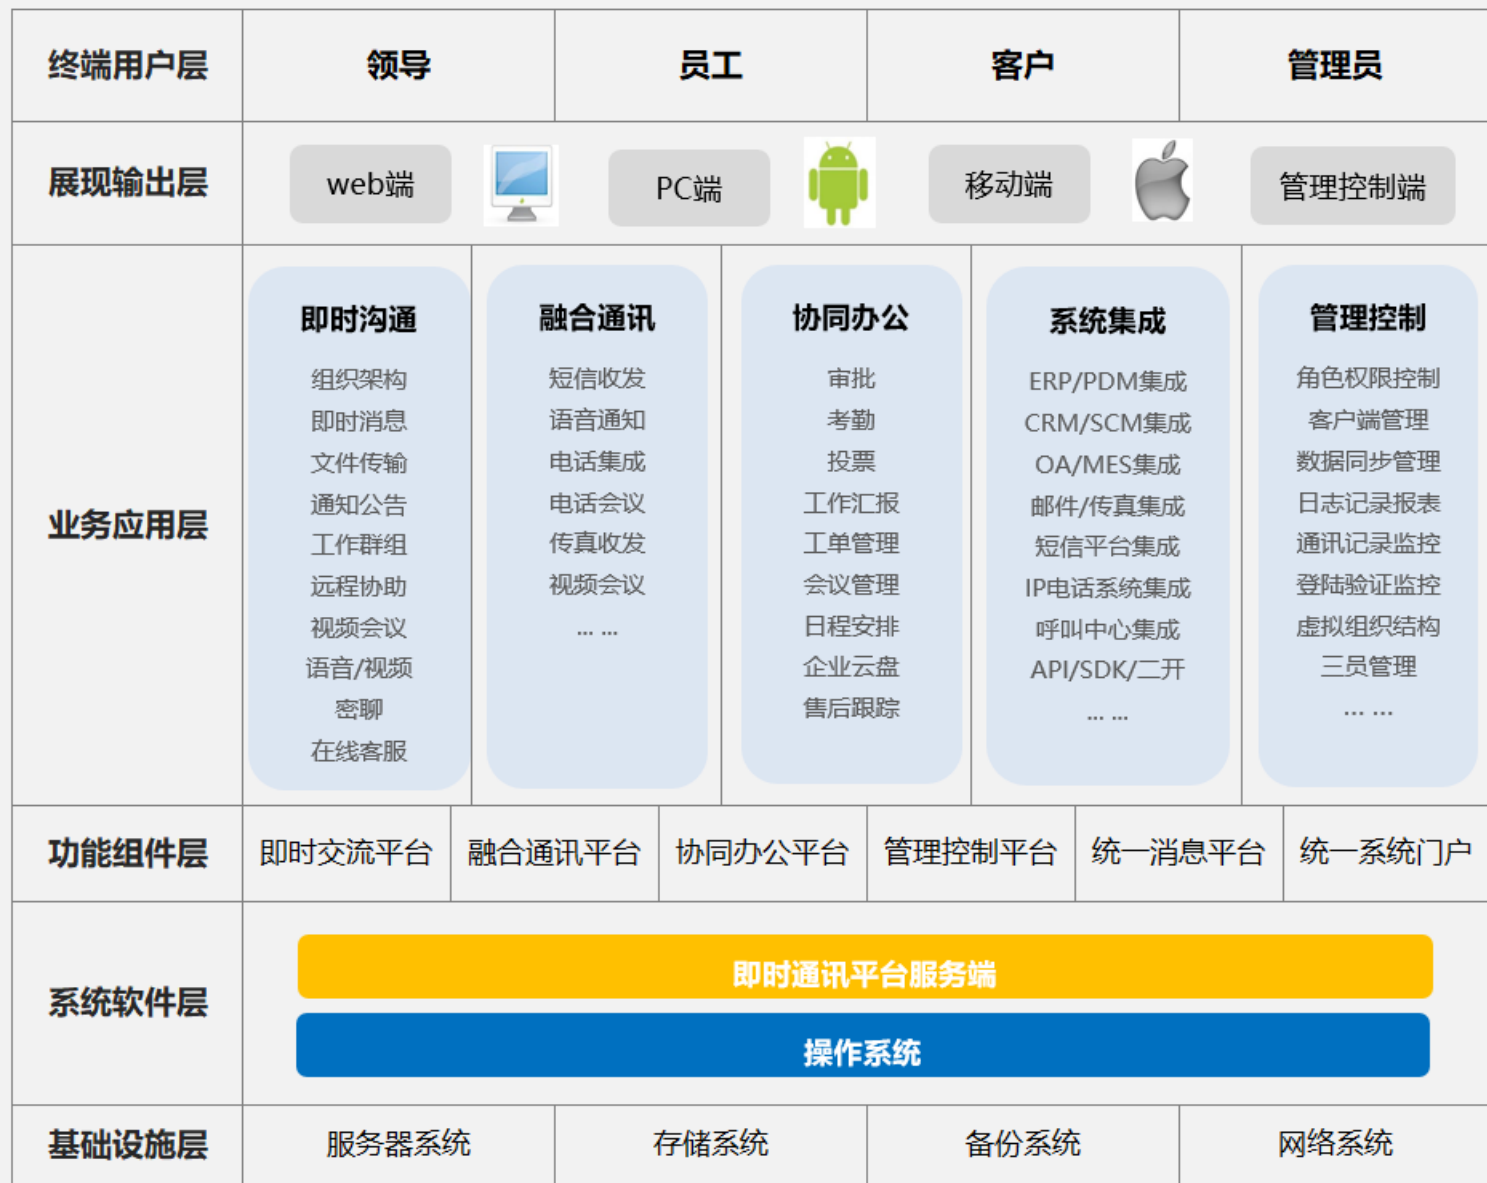 终端用户层
领导
员工
客户
管理员
展现输出层
web端
PC端
移动端
管理控制端
业务应用层
即时沟通
组织架构
即时消息
文件传输
通知公告
工作群组
远程协助
视频会议
语音/视频
密聊
在线客服
融合通讯
短信收发
语音通知
电话集成
电话会议
传真收发
视频会议
... ...
协同办公
审批
考勤
投票
工作汇报
工单管理
会议管理
日程安排
企业云盘
售后跟踪
系统集成
ERP/PDM集成
CRM/SCM集成
OA/MES集成
邮件/传真集成
短信平台集成
IP电话系统集成
呼叫中心集成
API/SDK/二开
... ...
管理控制
角色权限控制
客户端管理
数据同步管理
日志记录报表
通讯记录监控
登陆验证监控
虚拟组织结构
三员管理
... ...
功能组件层
即时交流平台
融合通讯平台
协同办公平台
管理控制平台
统一消息平台
统一系统门户
系统软件层
即时通讯平台服务端
操作系统
基础设施层
服务器系统
存储系统
备份系统
网络系统